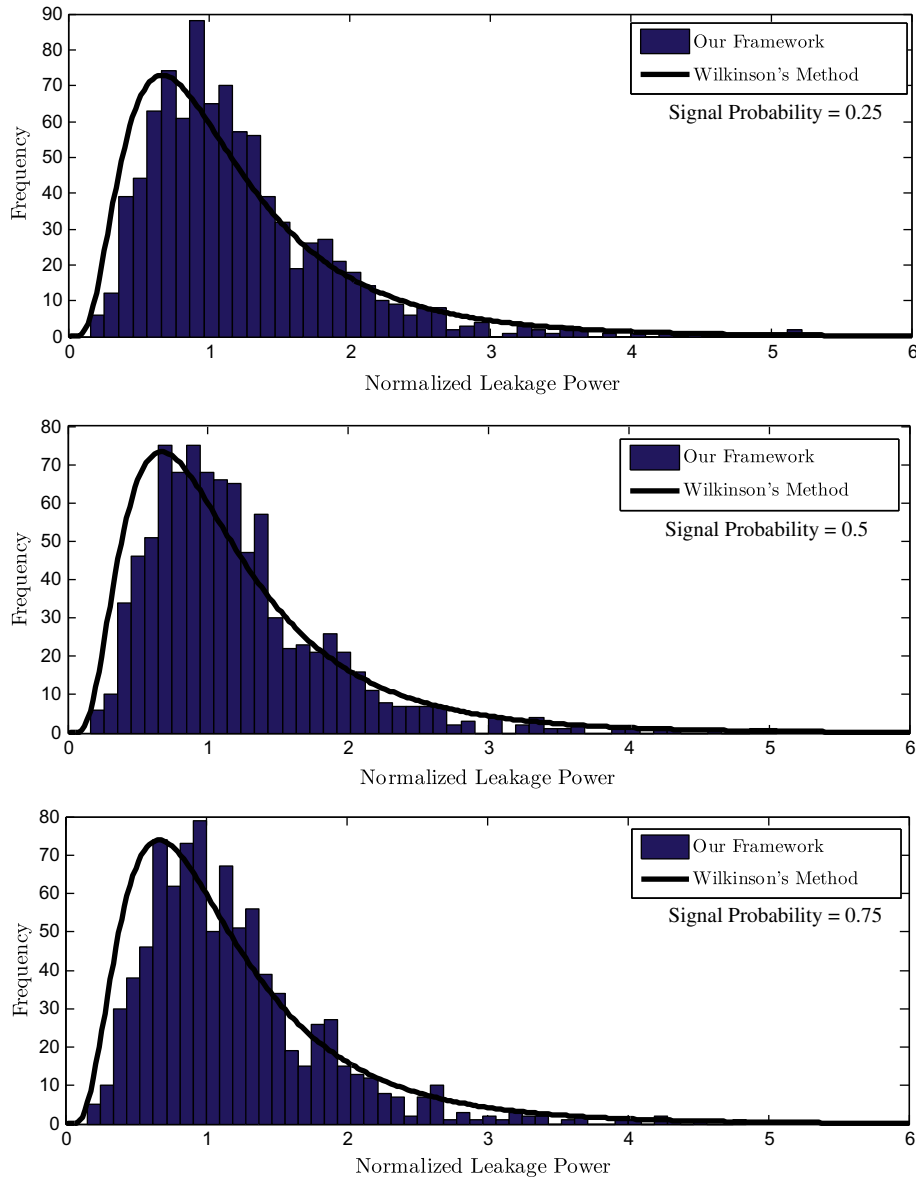 90
80
70
60
50
40
30
20
10
0
Frequency
Our Framework
Wilkinson's Method
Signal Probability = 0.25
0 1 2 3 4 5 6
Normalized Leakage Power
80
70
60
50
40
30
20
10
0
Frequency
Our Framework
Wilkinson's Method
Signal Probability = 0.5
0 1 2 3 4 5 6
Normalized Leakage Power
80
70
60
50
40
30
20
10
0
Frequency
Our Framework
Wilkinson's Method
Signal Probability = 0.75
0 1 2 3 4 5 6
Normalized Leakage Power